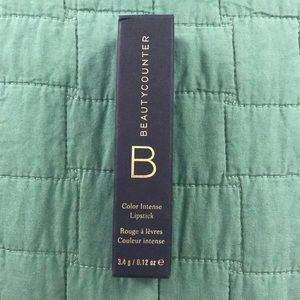 BEAUTYCOUNTER
B
Color Intense
Lipstick
Rouge à lèvres
Couleur intense
3.4 g / 0.12 oz e